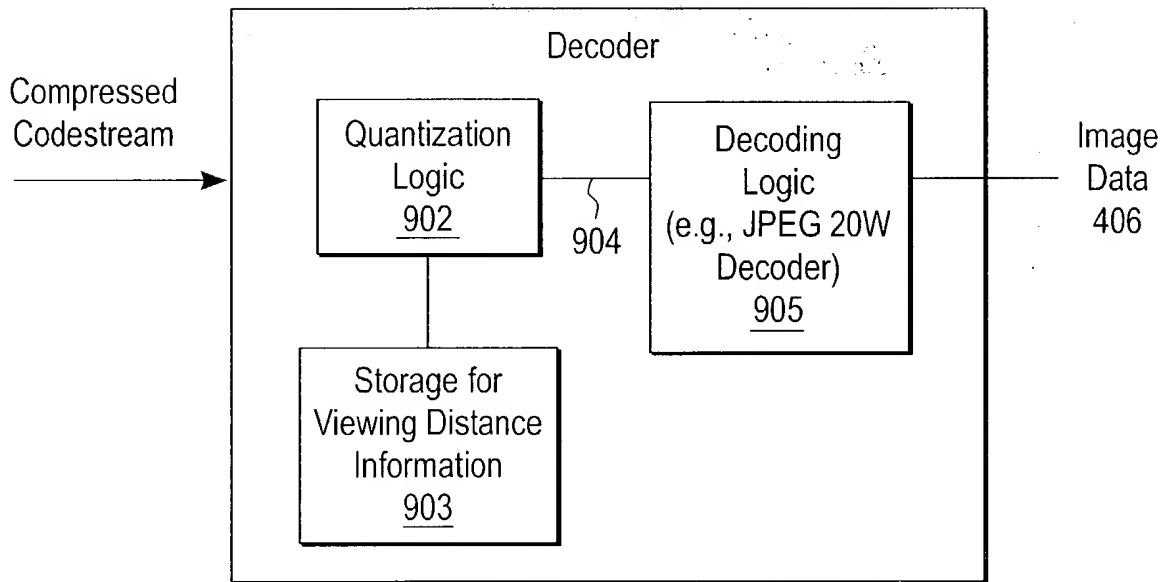 Decoder
Compressed
Codestream
Quantization
Logic
902
904
Decoding
Logic
(e.g., JPEG 20W
Decoder)
905
Image
Data
406
Storage for
Viewing Distance
Information
903